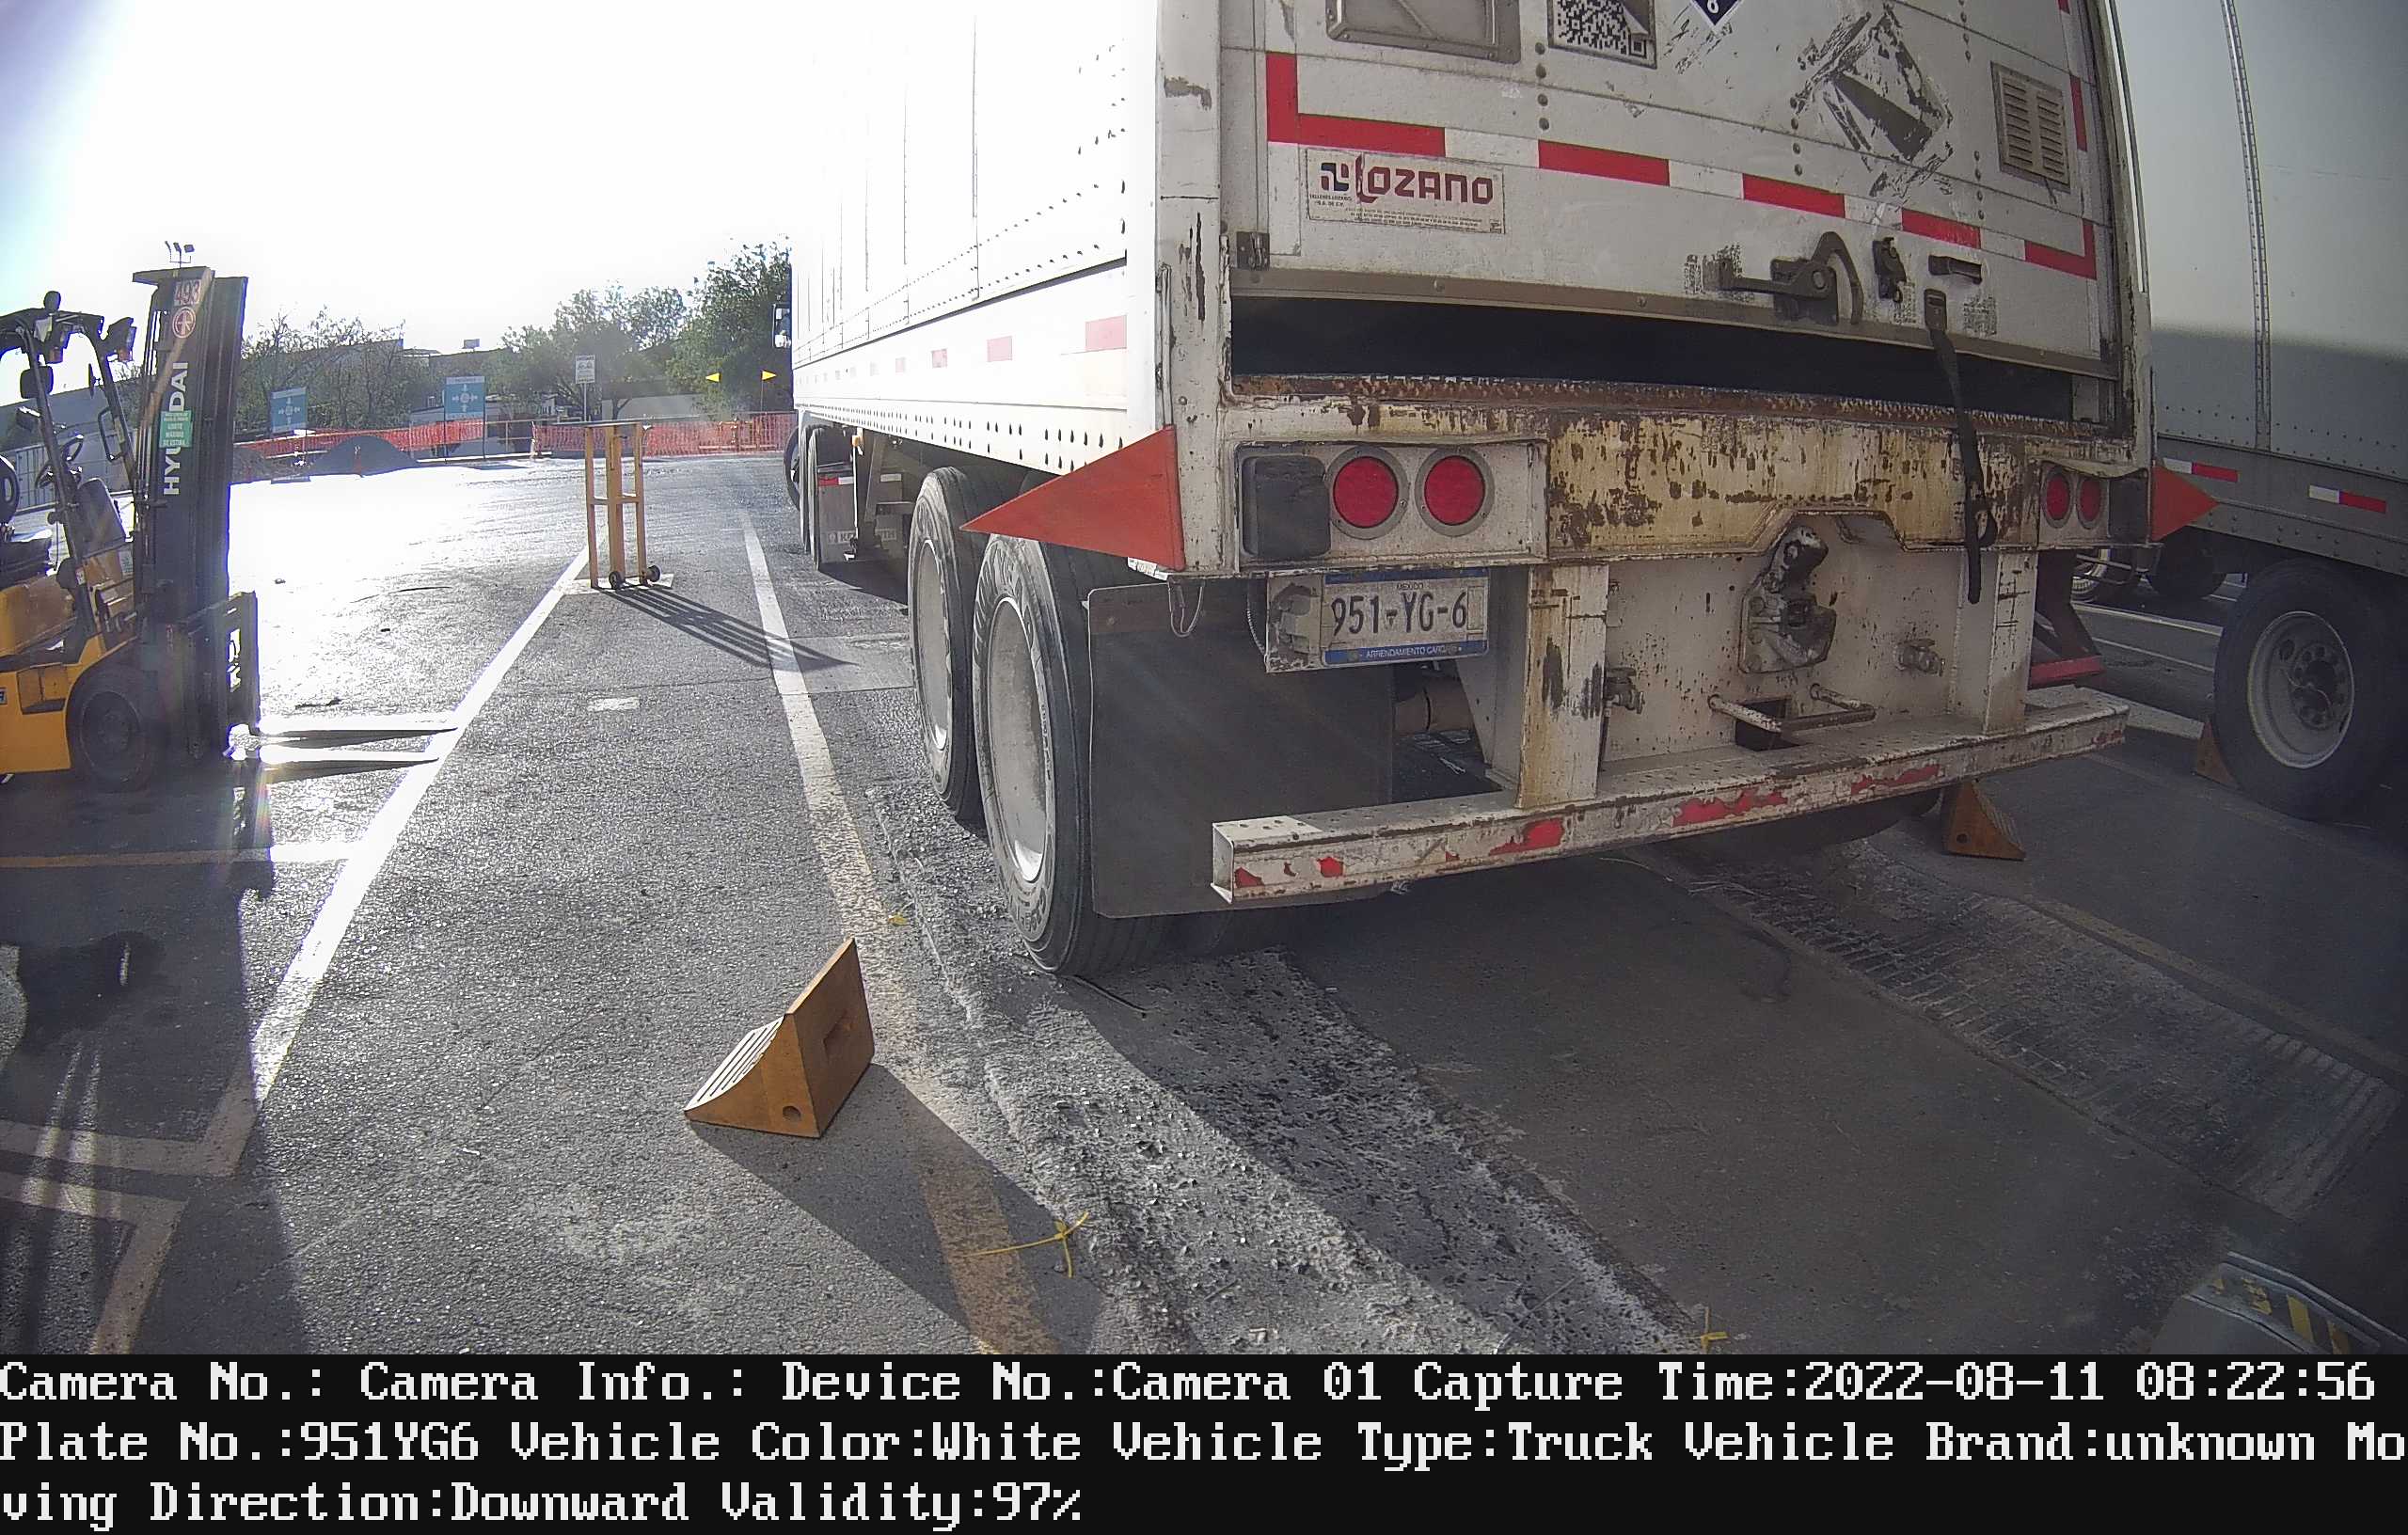 8
LOZANO
493
HYUNDAI
MEXICO
951-YG-6
ARRENDAMIENTO CARGA
Camera No.: Camera Info.: Device No.:Camera 01 Capture Time:2022-08-11 08:22:56
Plate No.:951YG6 Vehicle Color:White Vehicle Type:Truck Vehicle Brand:unknown Mo
ving Direction:Downward Validity:97%